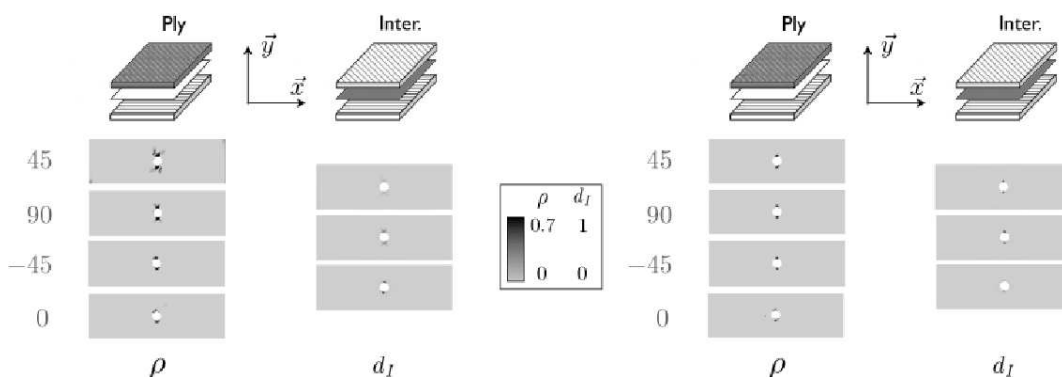 Ply Inter. Ply Inter.
y⃗ y⃗
x⃗ x⃗
45 45
ρ d_I
90 0.7 1 90
−45 0 0 −45
0 0
ρ d_I ρ d_I